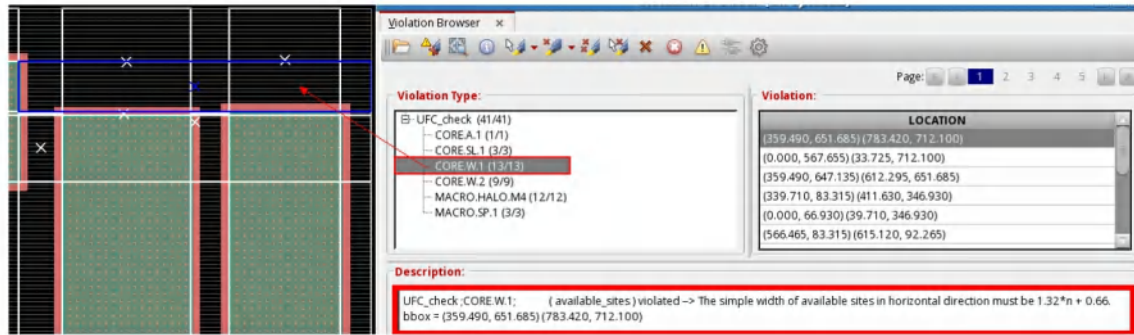 Violation Browser ×
Page: 1 2 3 4 5
Violation Type:
UFC_check (41/41)
CORE.A.1 (1/1)
CORE.SL.1 (3/3)
CORE.W.1 (13/13)
CORE.W.2 (9/9)
MACRO.HALO.M4 (12/12)
MACRO.SP.1 (3/3)
Violation:
LOCATION
(359.490, 651.685) (783.420, 712.100)
(0.000, 567.655) (33.725, 712.100)
(359.490, 647.135) (612.295, 651.685)
(339.710, 83.315) (411.630, 346.930)
(0.000, 66.930) (39.710, 346.930)
(566.465, 83.315) (615.120, 92.265)
Description:
UFC_check ;CORE.W.1; ( available_sites ) violated --> The simple width of available sites in horizontal direction must be 1.32*n + 0.66.
bbox = (359.490, 651.685) (783.420, 712.100)